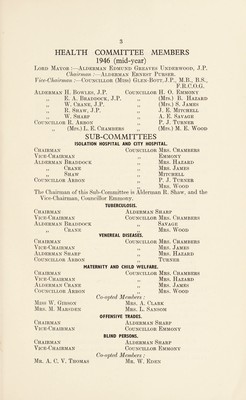 3
HEALTH COMMITTEE MEMBERS
1946 (mid-year)
LORD MAYOR :—ALDERMAN EDMUND GREAVES UNDERWOOD, J.P.
Chairman :—ALDERMAN ERNEST PURSER.
Vice-Chairman :—COUNCILLOR (MISS) GLEN-BOTT, J.P., M.B., B.S., F.R.C.O.G.
ALDERMAN H. BOWLES, J.P. COUNCILLOR H. O. EMMONY
„ E. A. BRADDOCK, J.P. „ (MRS.) R. HAZARD
„ W. CRANE, J.P. „ (MRS.) S. JAMES
„ R. SHAW, J.P. „ J. E. MITCHELL
„ W. SHARP „ A. E. SAVAGE
COUNCILLOR H. ARBON „ P. J. TURNER
„ (MRS.) L. E. CHAMBERS „ (MRS.) M. E. WOOD
SUB-COMMITTEES
ISOLATION HOSPITAL AND CITY HOSPITAL.
CHAIRMAN COUNCILLOR MRS. CHAMBERS
VICE-CHAIRMAN „ EMMONY
ALDERMAN BRADDOCK „ MRS. HAZARD
„ CRANE „ MRS. JAMES
„ SHAW „ MITCHELL
COUNCILLOR ARBON „ P. J. TURNER
„ MRS. WOOD
The Chairman of this Sub-Committee is Alderman R. Shaw, and the
Vice-Chairman, Councillor Emmony.
TUBERCULOSIS.
CHAIRMAN ALDERMAN SHARP
VICE-CHAIRMAN COUNCILLOR MRS. CHAMBERS
ALDERMAN BRADDOCK „ SAVAGE
„ CRANE „ MRS. WOOD
VENEREAL DISEASES.
CHAIRMAN COUNCILLOR MRS. CHAMBERS
VICE-CHAIRMAN „ MRS. JAMES
ALDERMAN SHARP „ MRS. HAZARD
COUNCILLOR ARBON „ TURNER
MATERNITY AND CHILD WELFARE.
CHAIRMAN COUNCILLOR MRS. CHAMBERS
VICE-CHAIRMAN „ MRS. HAZARD
ALDERMAN CRANE „ MRS. JAMES
COUNCILLOR ARBON „ MRS. WOOD
Co-opted Members :
MISS W. GIBSON MRS. A. CLARK
MRS. M. MARSDEN MRS. L. SANSOM
OFFENSIVE TRADES.
CHAIRMAN ALDERMAN SHARP
VICE-CHAIRMAN COUNCILLOR EMMONY
BLIND PERSONS.
CHAIRMAN ALDERMAN SHARP
VICE-CHAIRMAN COUNCILLOR EMMONY
Co-opted Members :
MR. A. C. V. THOMAS MR. W. EDEN